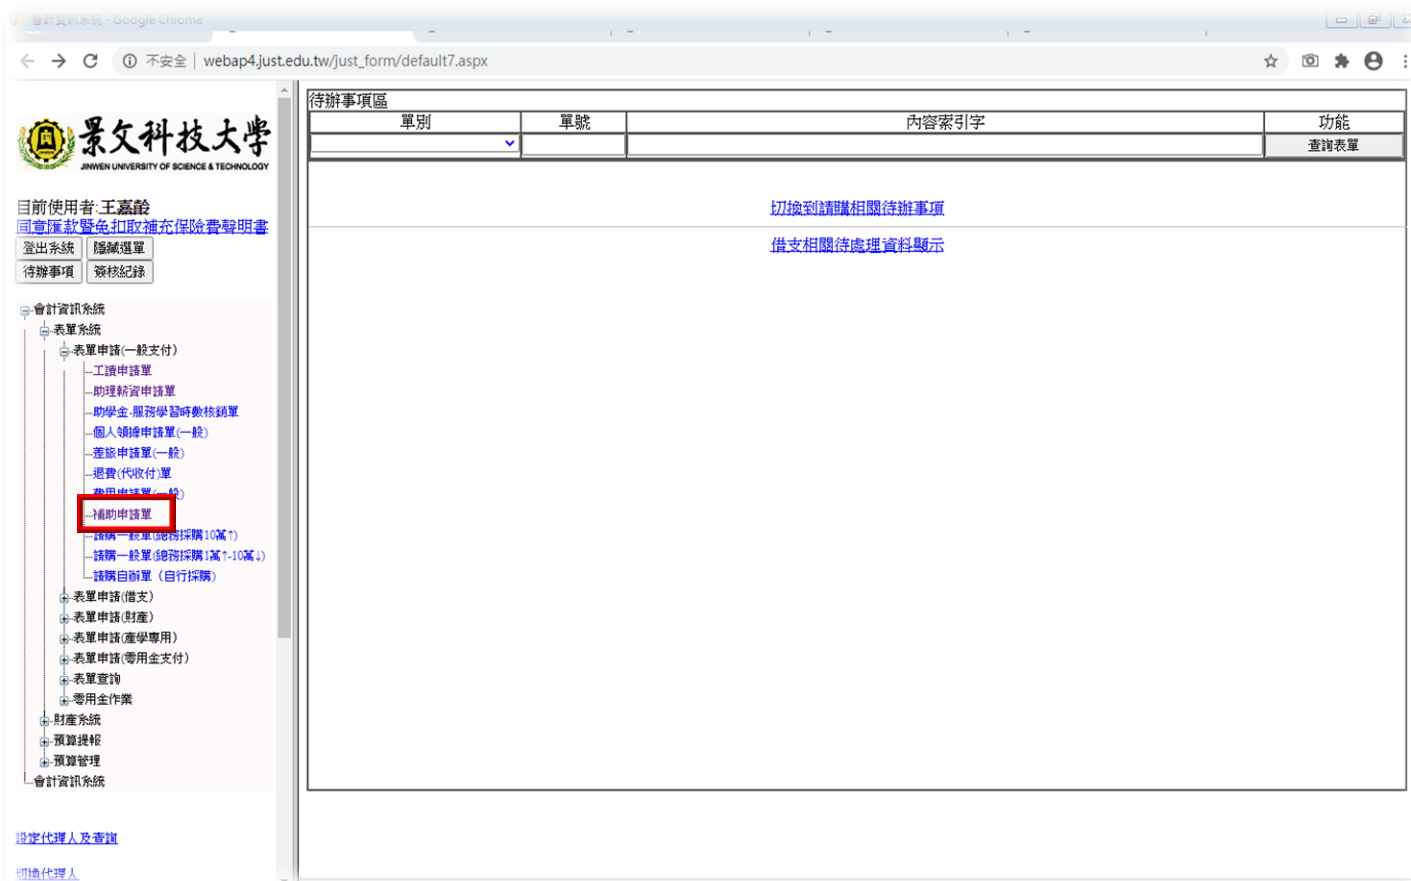 會計資訊系統 - Google Chrome
不安全 | webap4.just.edu.tw/just_form/default7.aspx
景文科技大學
JINWEN UNIVERSITY OF SCIENCE & TECHNOLOGY
目前使用者:王嘉齡
同意匯款暨免扣取補充保險費聲明書
登出系統 隱藏選單
待辦事項 簽核紀錄
會計資訊系統
表單系統
表單申請(一般支付)
工讀申請單
助理薪資申請單
助學金-服務學習時數核銷單
個人領據申請單(一般)
差旅申請單(一般)
退費(代收付)單
費用申請單(一般)
補助申請單
請購一般單(總務採購10萬↑)
請購一般單(總務採購1萬↑-10萬↓)
請購自辦單（自行採購）
表單申請(借支)
表單申請(財產)
表單申請(產學專用)
表單申請(零用金支付)
表單查詢
零用金作業
財產系統
預算提報
預算管理
會計資訊系統
設定代理人及查詢
切換代理人
待辦事項區
單別 單號 內容索引字 功能
查詢表單
切換到請購相關待辦事項
借支相關待處理資料顯示